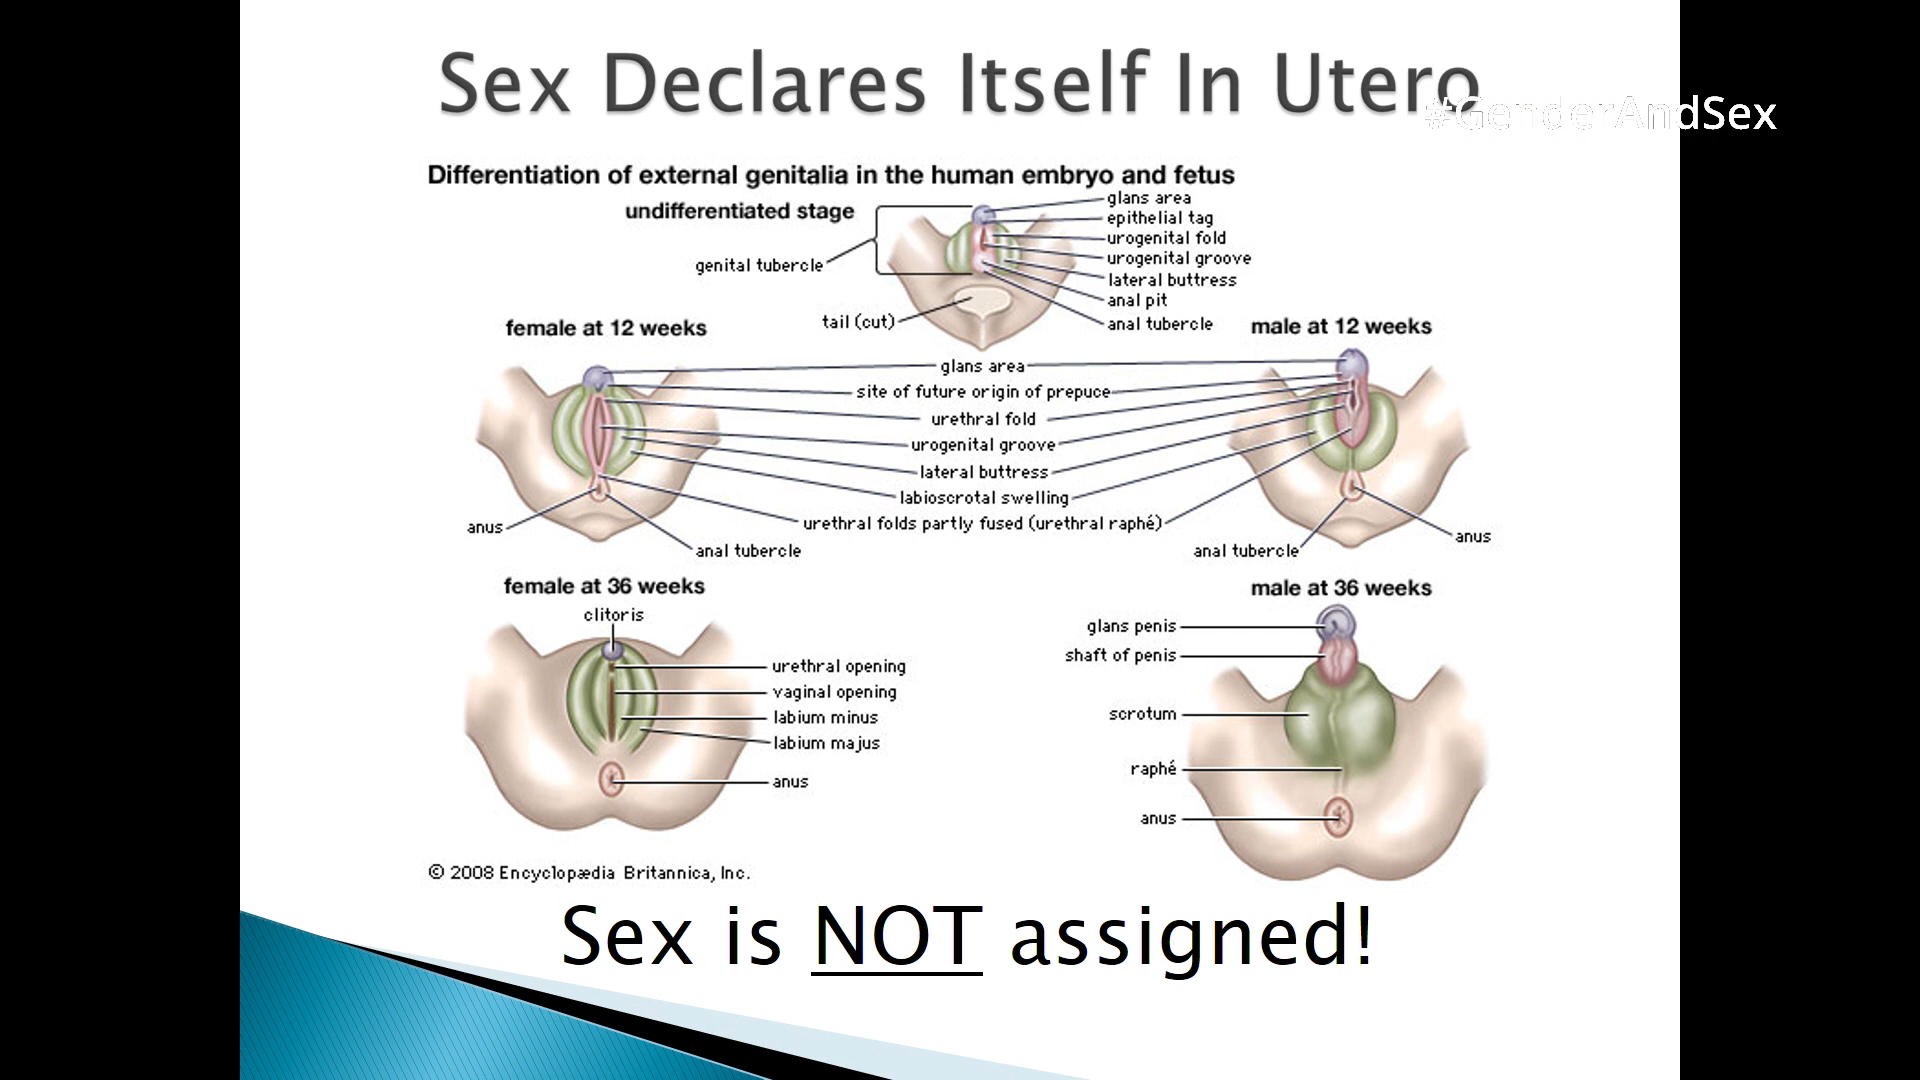 Sex Declares Itself In Utero
#GenderAndSex
Differentiation of external genitalia in the human embryo and fetus
undifferentiated stage
glans area
epithelial tag
urogenital fold
urogenital groove
lateral buttress
anal pit
anal tubercle
genital tubercle
tail (cut)
female at 12 weeks
male at 12 weeks
glans area
site of future origin of prepuce
urethral fold
urogenital groove
lateral buttress
labioscrotal swelling
urethral folds partly fused (urethral raphé)
anus
anal tubercle
anal tubercle
anus
female at 36 weeks
clitoris
urethral opening
vaginal opening
labium minus
labium majus
anus
male at 36 weeks
glans penis
shaft of penis
scrotum
raphé
anus
© 2008 Encyclopædia Britannica, Inc.
Sex is NOT assigned!